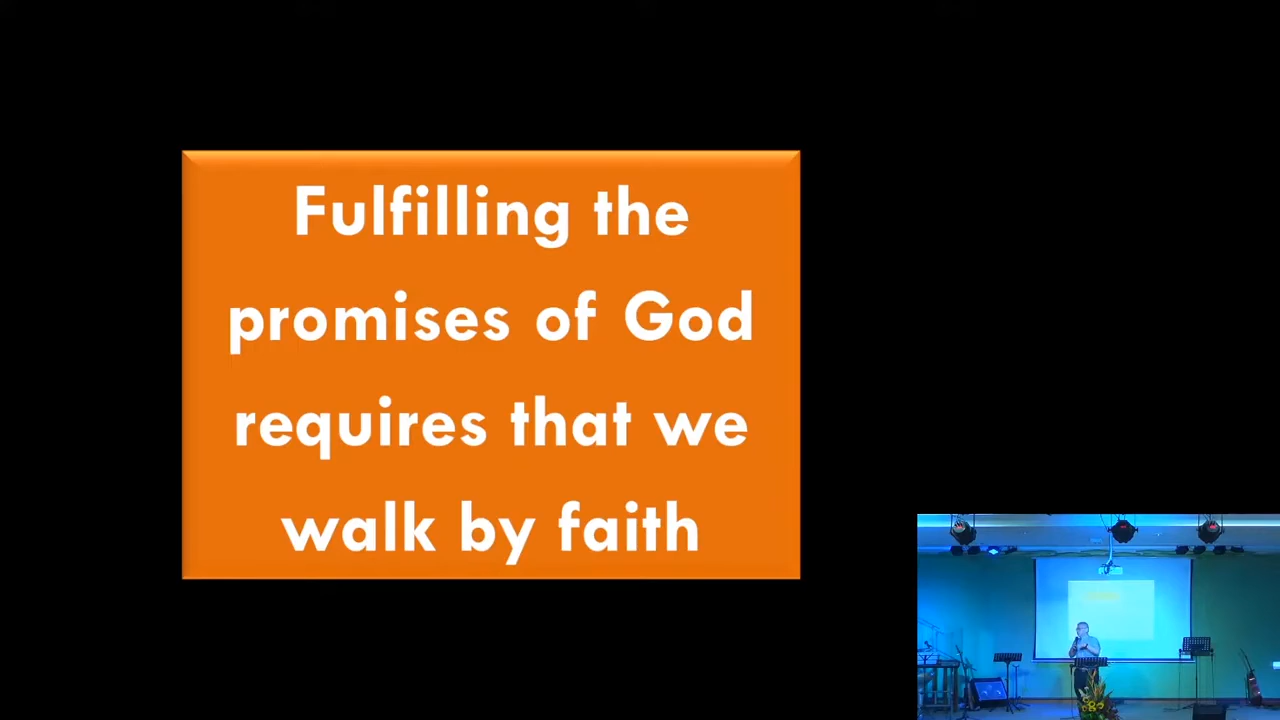 Fulfilling the
promises of God
requires that we
walk by faith